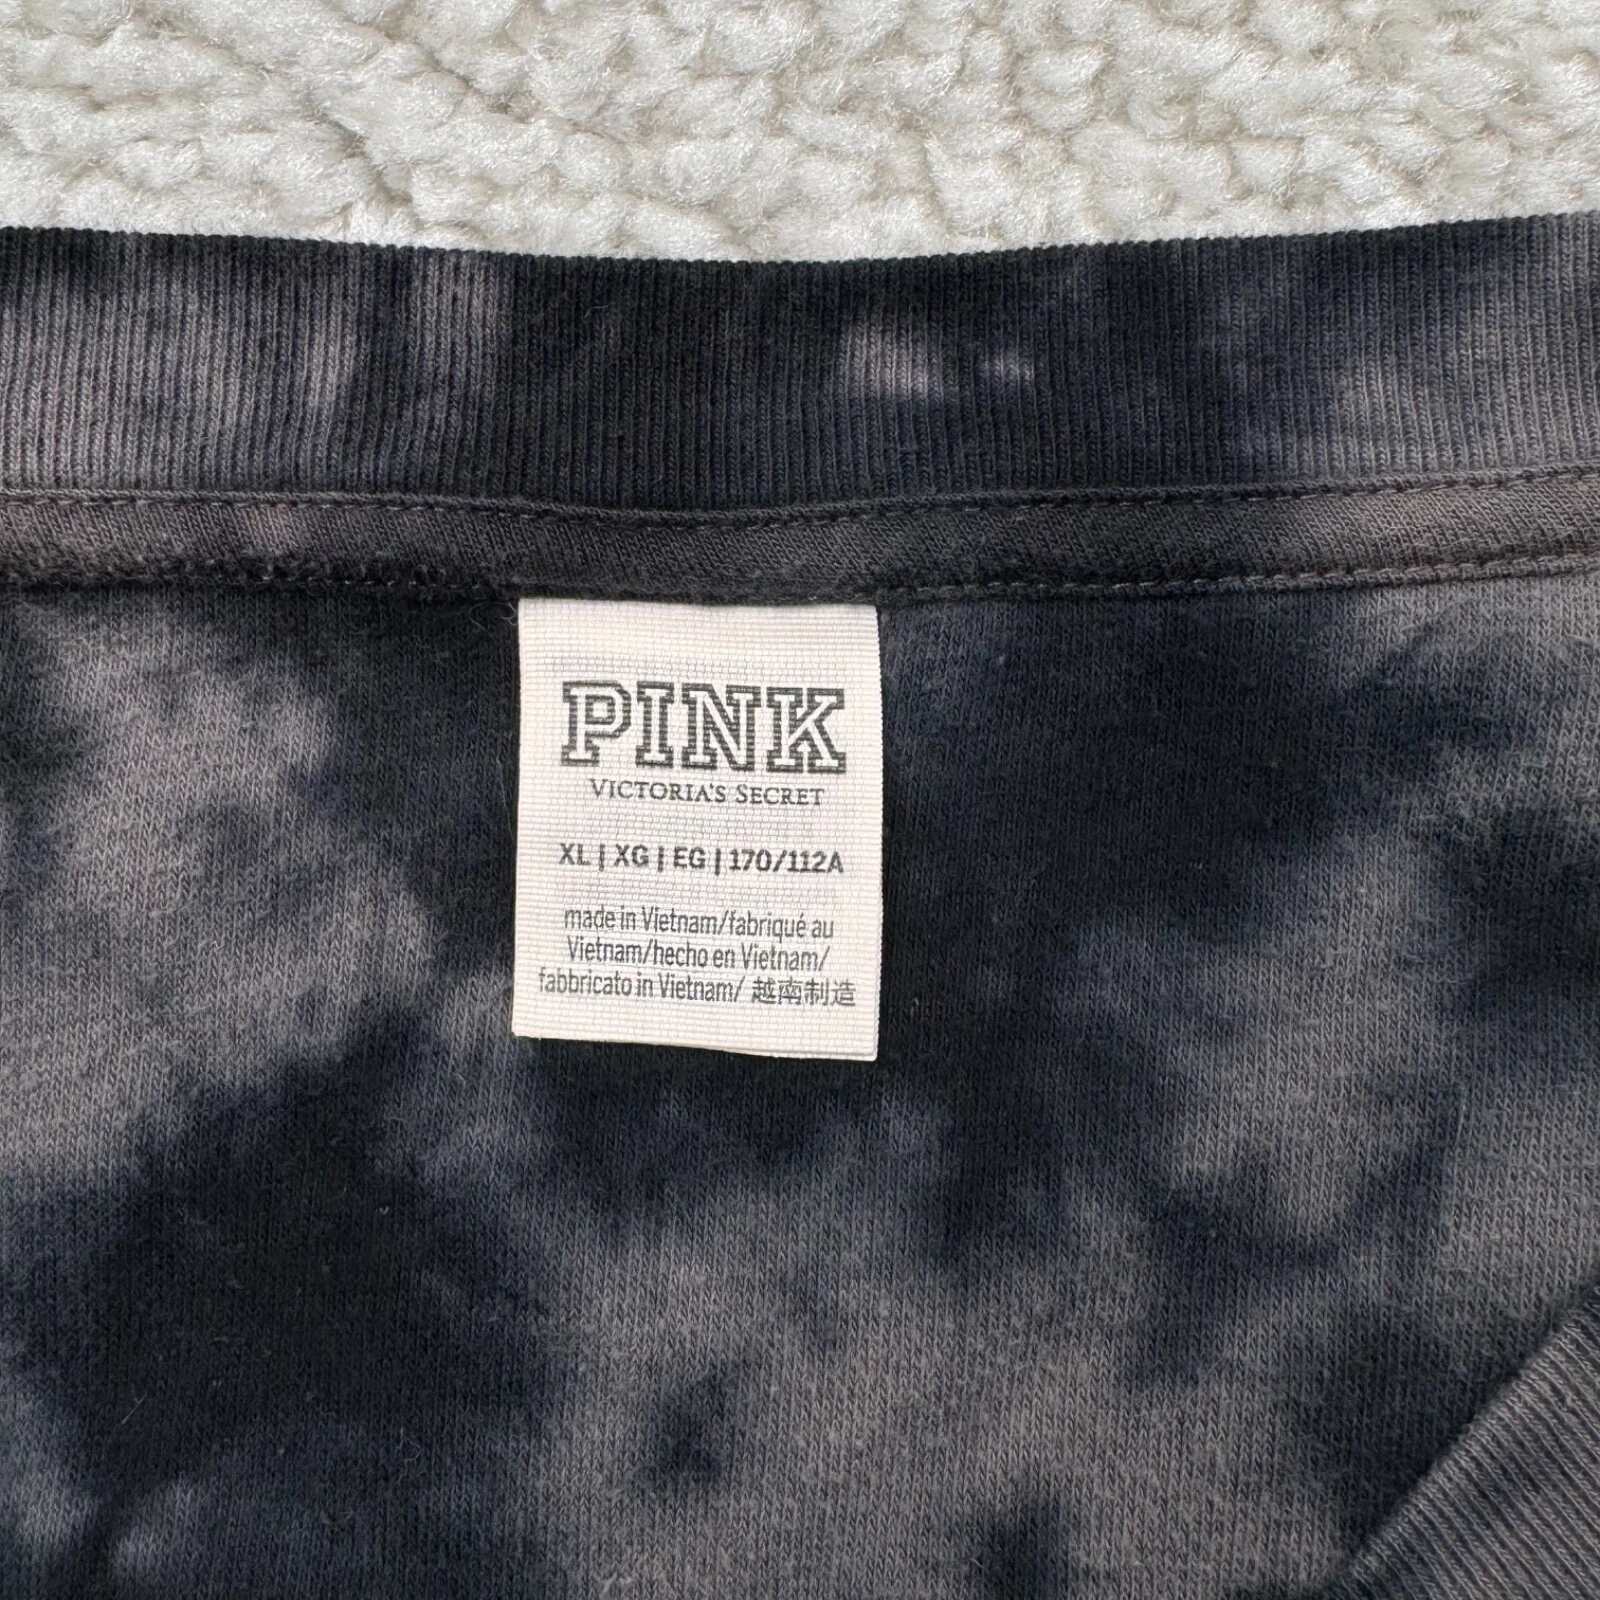 PINK
VICTORIA'S SECRET
XL | XG | EG | 170/112A
made in Vietnam/fabriqué au
Vietnam/hecho en Vietnam/
fabbricato in Vietnam/ 越南制造